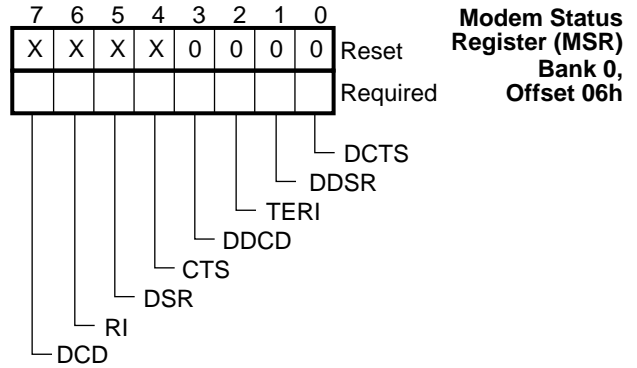 7 6 5 4 3 2 1 0
Modem Status
Register (MSR)
Bank 0,
Offset 06h
X X X X 0 0 0 0 Reset
Required
DCTS
DDSR
TERI
DDCD
CTS
DSR
RI
DCD